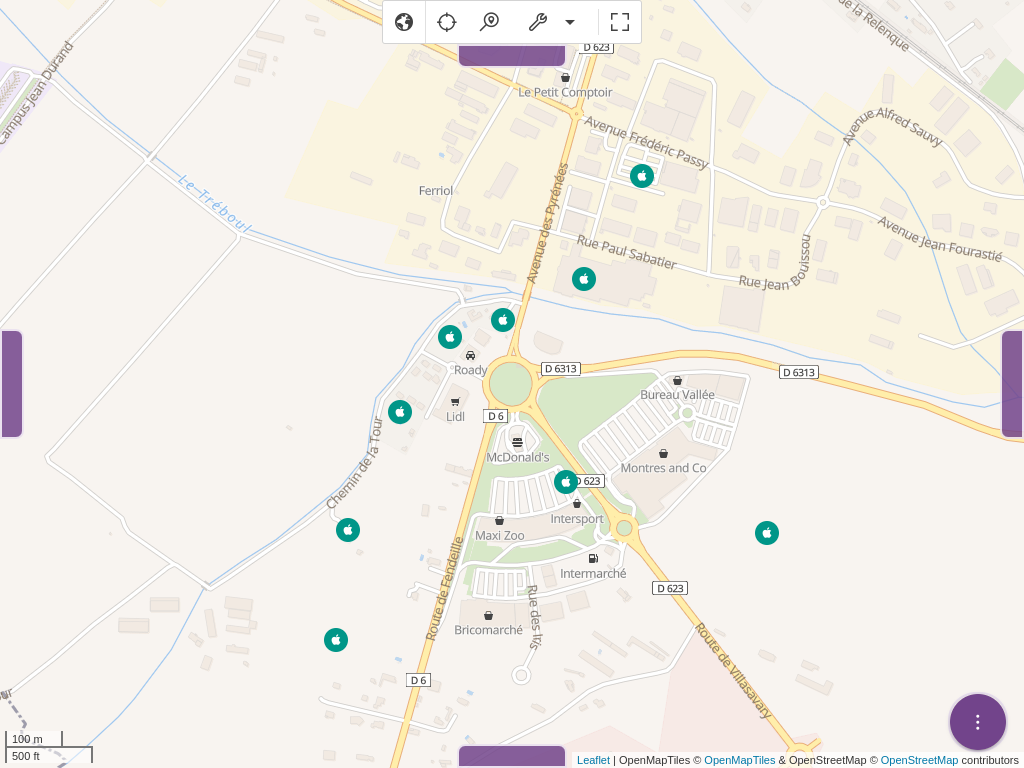 D 623
de la Relenque
Campus Jean Durand
Le Petit Comptoir
Avenue Alfred Sauvy
Avenue Frédéric Passy
Le Tréboul
Ferriol
Avenue des Pyrénées
Avenue Jean Fourastié
Rue Paul Sabatier
Rue Jean Bouissou
Roady
D 6313
D 6313
Bureau Vallée
Lidl
D 6
McDonald's
Montres and Co
Chemin de la Tour
D 623
Intersport
Maxi Zoo
Intermarché
D 623
Route de Fendeille
Rue des Iris
Bricomarché
Route de Villasavary
D 6
100 m
500 ft
Leaflet | OpenMapTiles © OpenMapTiles & OpenStreetMap © OpenStreetMap contributors